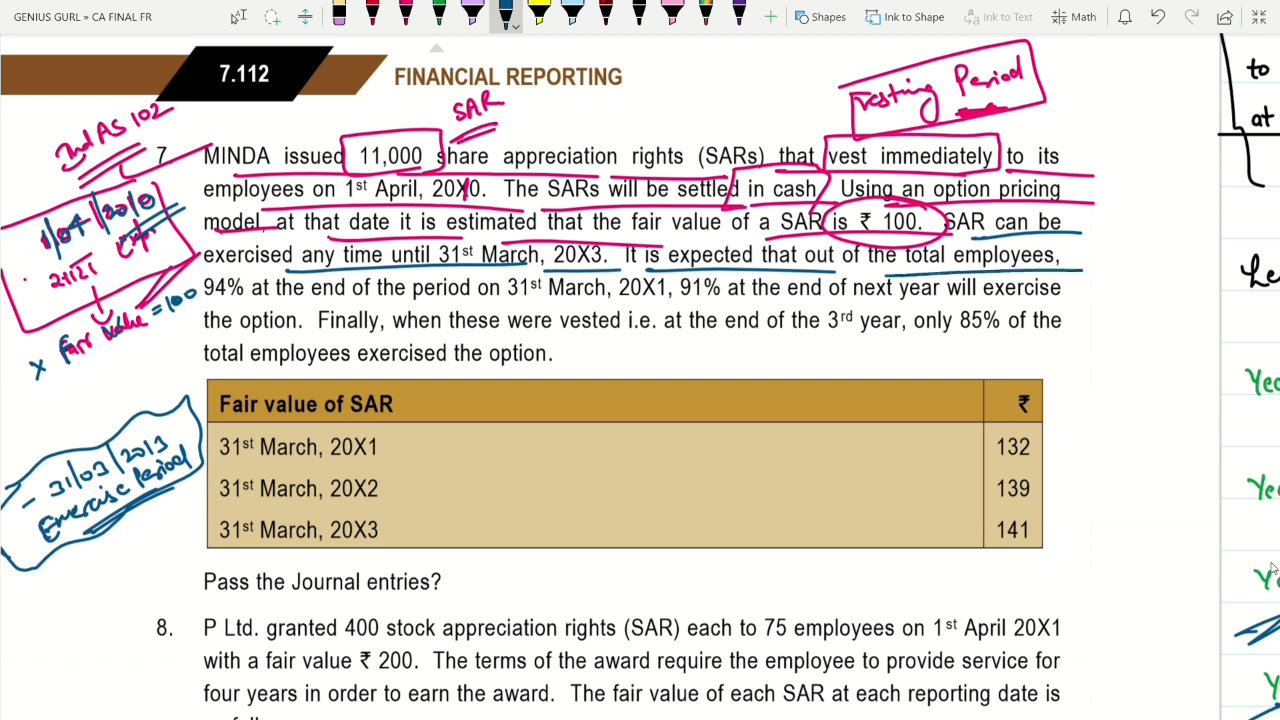 GENIUS GURL » CA FINAL FR
Shapes
Ink to Shape
Ink to Text
Math
7.112
FINANCIAL REPORTING
Vesting Period
SAR
Ind AS 102
7. MINDA issued 11,000 share appreciation rights (SARs) that vest immediately to its
employees on 1st April, 20X0. The SARs will be settled in cash. Using an option pricing
model, at that date it is estimated that the fair value of a SAR is ₹ 100. SAR can be
exercised any time until 31st March, 20X3. It is expected that out of the total employees,
94% at the end of the period on 31st March, 20X1, 91% at the end of next year will exercise
the option. Finally, when these were vested i.e. at the end of the 3rd year, only 85% of the
total employees exercised the option.
1/04/2010
x Fair Value = 100
- 31/03/2013
Exercise Period
Fair value of SAR ₹
31st March, 20X1 132
31st March, 20X2 139
31st March, 20X3 141
Pass the Journal entries?
8. P Ltd. granted 400 stock appreciation rights (SAR) each to 75 employees on 1st April 20X1
with a fair value ₹ 200. The terms of the award require the employee to provide service for
four years in order to earn the award. The fair value of each SAR at each reporting date is
to
at